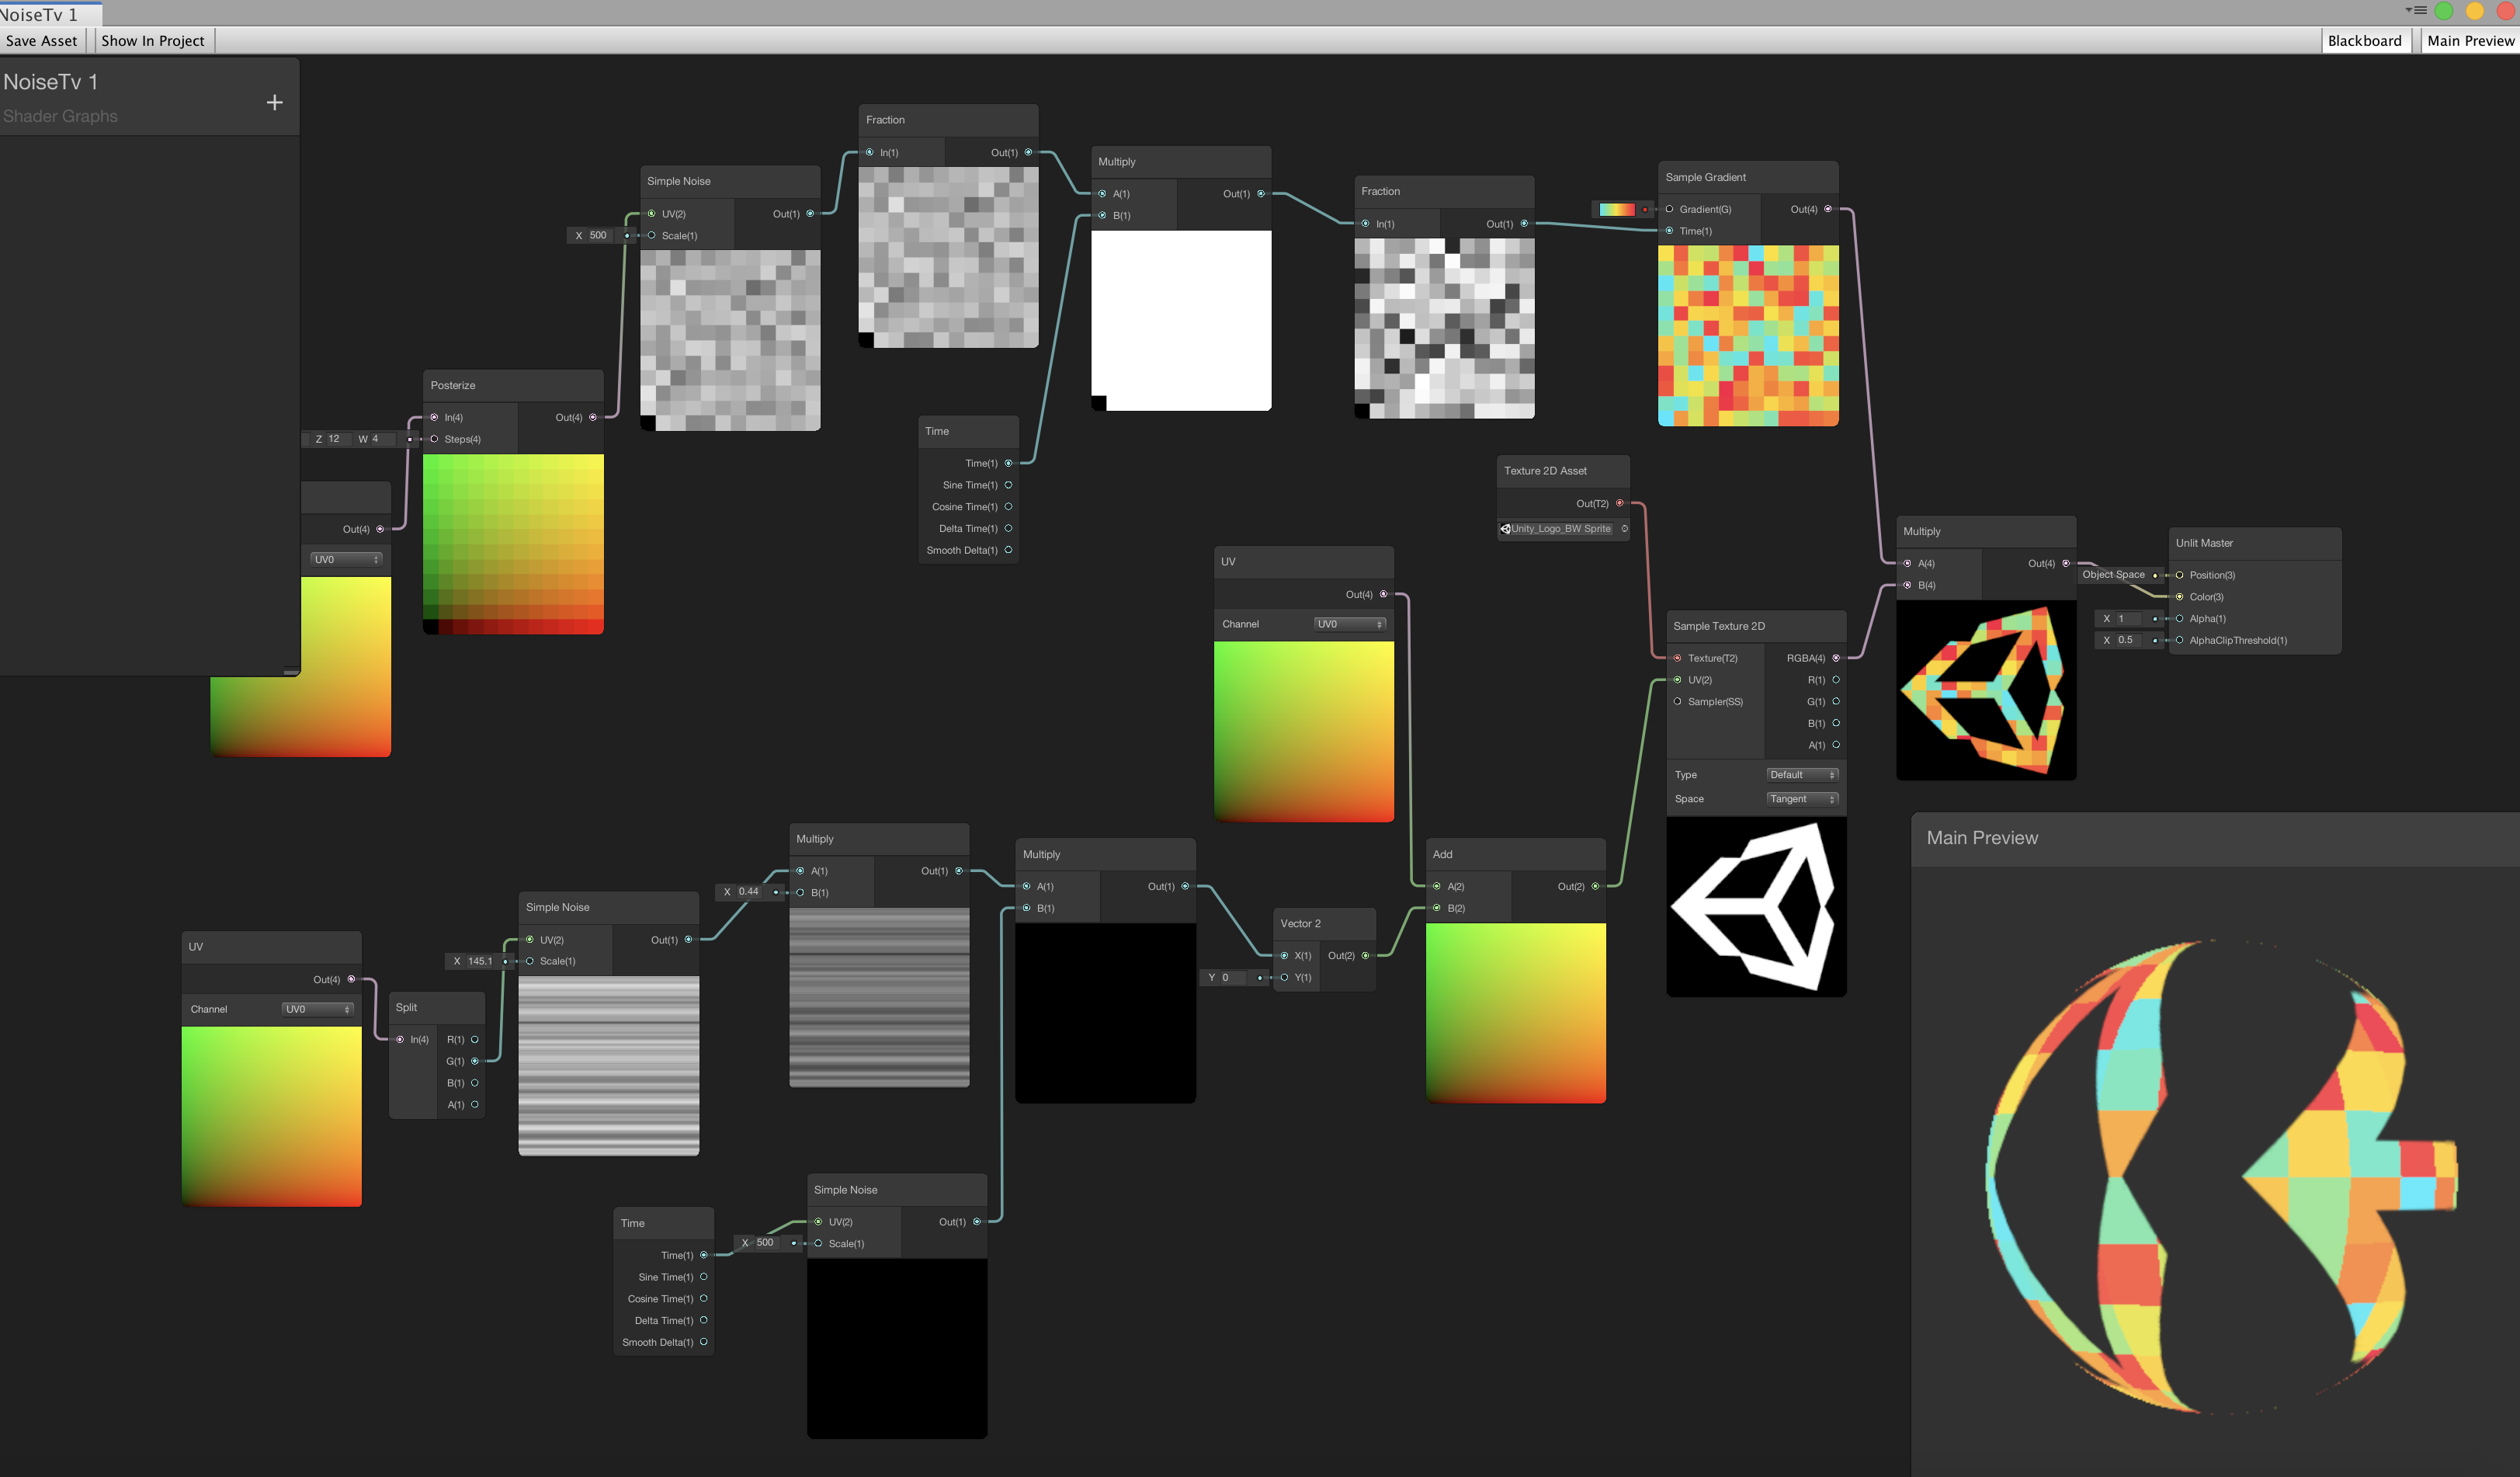 NoiseTv 1
Save Asset
Show In Project
Blackboard
Main Preview
NoiseTv 1
Shader Graphs
Fraction
In(1)
Out(1)
Multiply
A(1)
Out(1)
B(1)
Simple Noise
UV(2)
Out(1)
X 500
Scale(1)
Fraction
In(1)
Out(1)
Sample Gradient
Gradient(G)
Out(4)
Time(1)
Posterize
In(4)
Out(4)
Z 12 W 4
Steps(4)
Out(4)
UV0
Time
Time(1)
Sine Time(1)
Cosine Time(1)
Delta Time(1)
Smooth Delta(1)
Texture 2D Asset
Out(T2)
Unity_Logo_BW Sprite
UV
Out(4)
Channel
UV0
Multiply
A(4)
Out(4)
B(4)
Unlit Master
Object Space
Position(3)
Color(3)
X 1
Alpha(1)
X 0.5
AlphaClipThreshold(1)
Sample Texture 2D
Texture(T2)
RGBA(4)
UV(2)
R(1)
Sampler(SS)
G(1)
B(1)
A(1)
Type
Default
Space
Tangent
Main Preview
Multiply
A(1)
Out(1)
X 0.44
B(1)
Multiply
A(1)
Out(1)
B(1)
Add
A(2)
Out(2)
B(2)
Vector 2
X(1)
Out(2)
Y 0
Y(1)
Simple Noise
UV(2)
Out(1)
X 145.1
Scale(1)
UV
Out(4)
Channel
UV0
Split
In(4)
R(1)
G(1)
B(1)
A(1)
Simple Noise
UV(2)
Out(1)
X 500
Scale(1)
Time
Time(1)
Sine Time(1)
Cosine Time(1)
Delta Time(1)
Smooth Delta(1)